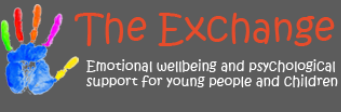 The Exchange
Emotional wellbeing and psychological
support for young people and children